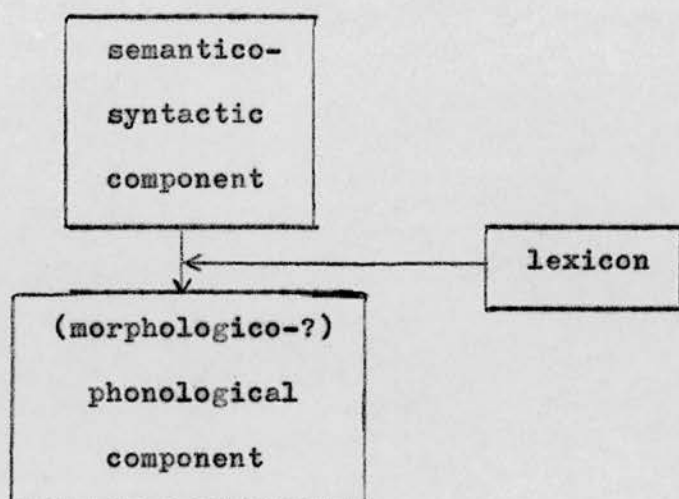 semantico-
syntactic
component
lexicon
(morphologico-?)
phonological
component